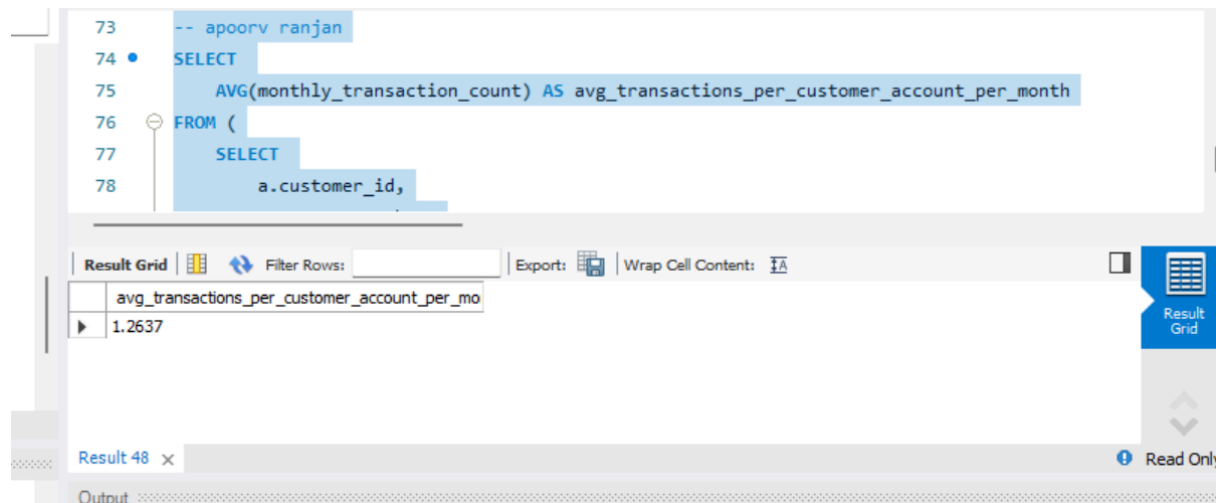 73 -- apoorv ranjan
74 SELECT
75 AVG(monthly_transaction_count) AS avg_transactions_per_customer_account_per_month
76 FROM (
77 SELECT
78 a.customer_id,
Result Grid Filter Rows: Export: Wrap Cell Content: IA
avg_transactions_per_customer_account_per_mo
1.2637
Result
Grid
Result 48 × Read Only
Output